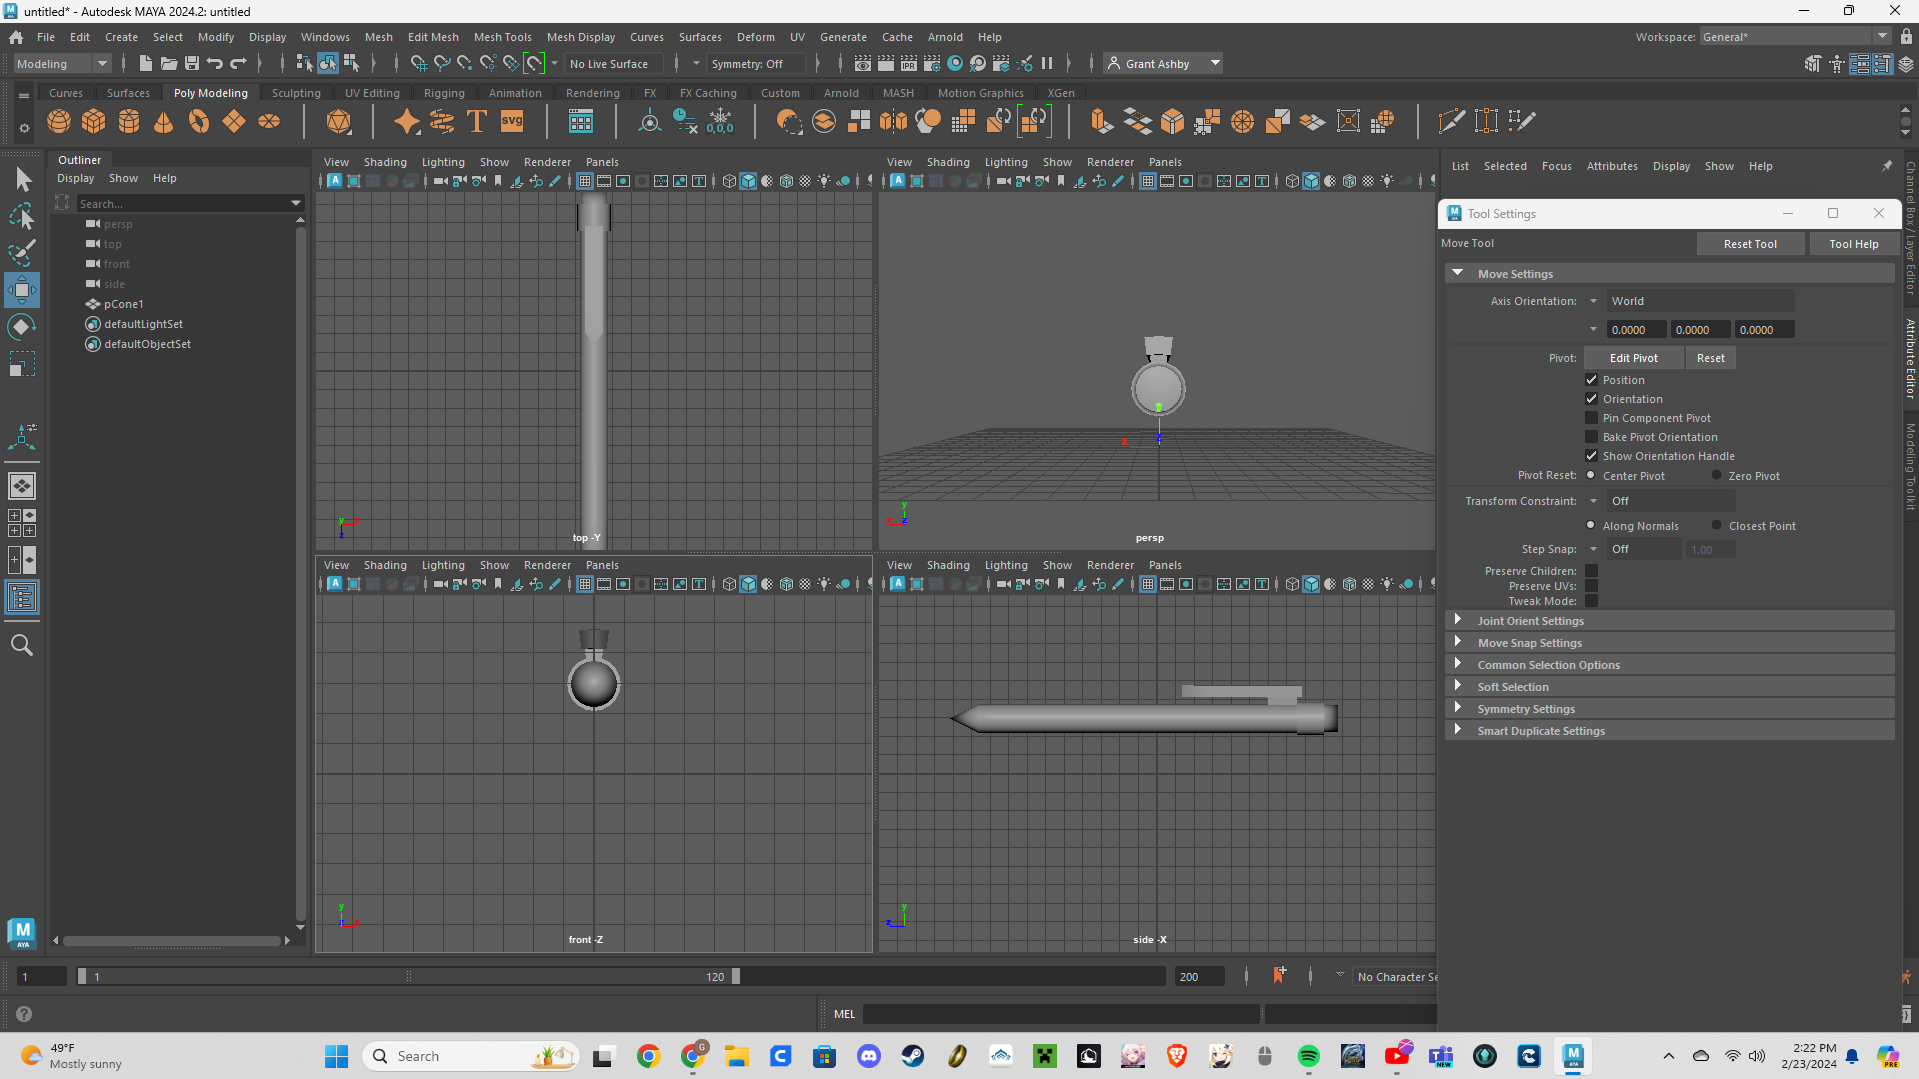 untitled* - Autodesk MAYA 2024.2: untitled
File Edit Create Select Modify Display Windows Mesh Edit Mesh Mesh Tools Mesh Display Curves Surfaces Deform UV Generate Cache Arnold Help
Workspace: General*
Modeling
No Live Surface
Symmetry: Off
Grant Ashby
Curves Surfaces Poly Modeling Sculpting UV Editing Rigging Animation Rendering FX FX Caching Custom Arnold MASH Motion Graphics XGen
T SVG
0,0,0
Outliner
Display Show Help
Search...
persp
top
front
side
pCone1
defaultLightSet
defaultObjectSet
View Shading Lighting Show Renderer Panels
top -Y
View Shading Lighting Show Renderer Panels
persp
View Shading Lighting Show Renderer Panels
front -Z
View Shading Lighting Show Renderer Panels
side -X
List Selected Focus Attributes Display Show Help
Tool Settings
Move Tool
Reset Tool
Tool Help
Move Settings
Axis Orientation: World
0.0000 0.0000 0.0000
Pivot: Edit Pivot Reset
Position
Orientation
Pin Component Pivot
Bake Pivot Orientation
Show Orientation Handle
Pivot Reset: Center Pivot Zero Pivot
Transform Constraint: Off
Along Normals Closest Point
Step Snap: Off 1.00
Preserve Children:
Preserve UVs:
Tweak Mode:
Joint Orient Settings
Move Snap Settings
Common Selection Options
Soft Selection
Symmetry Settings
Smart Duplicate Settings
Channel Box / Layer Editor
Attribute Editor
Modeling Toolkit
1
1
120
200
No Character Se
MEL
49°F
Mostly sunny
Search
2:22 PM
2/23/2024